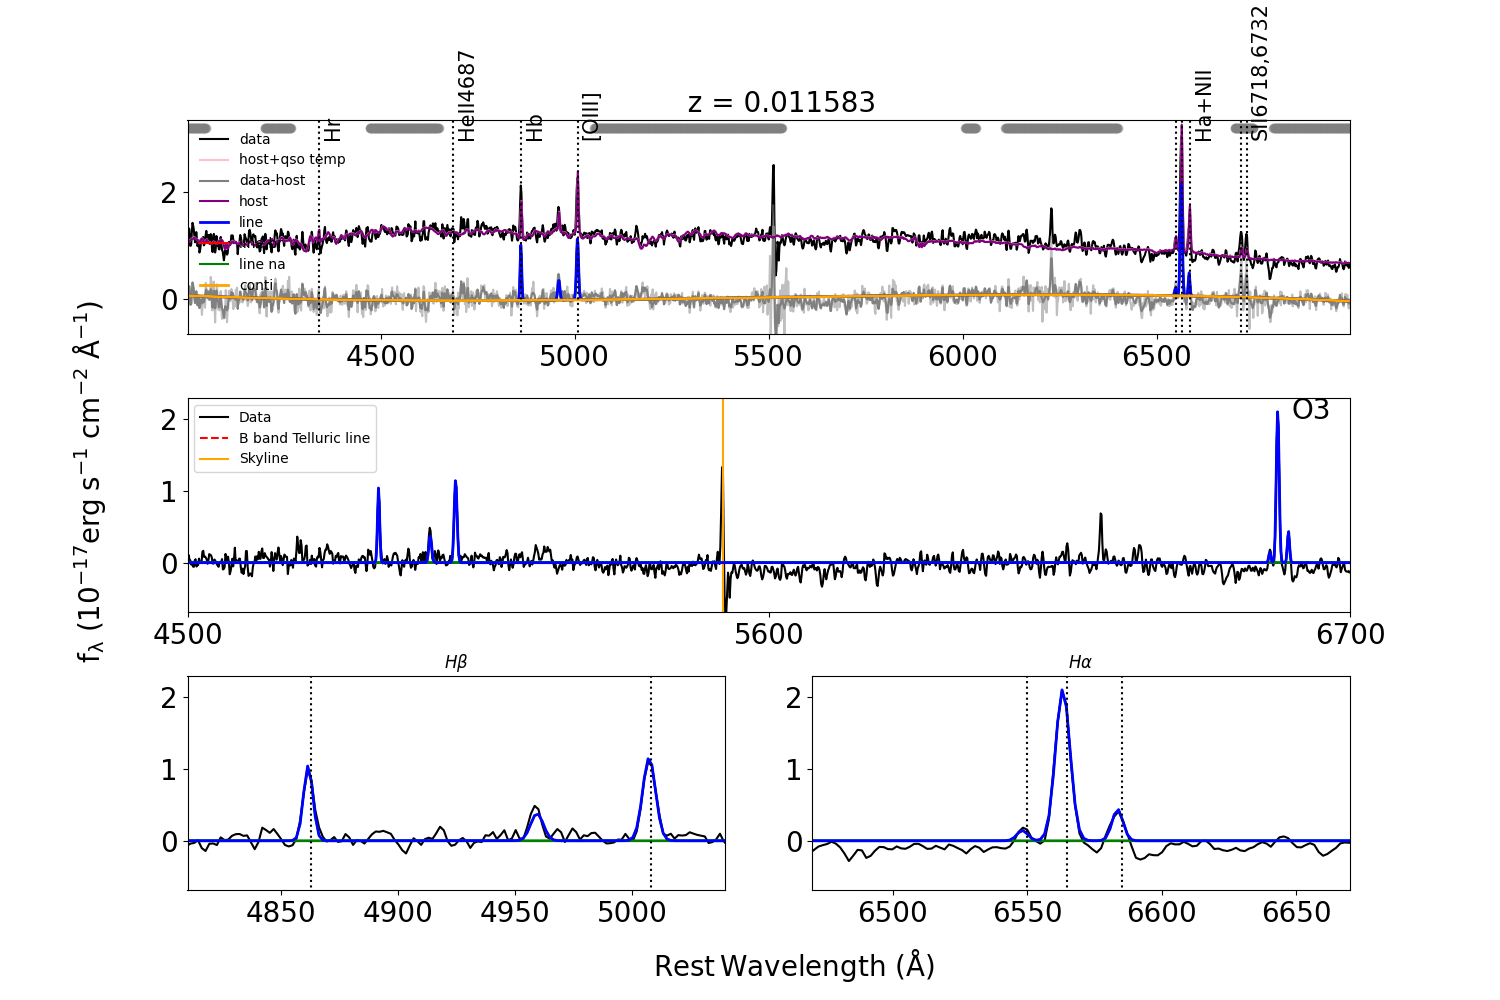 z = 0.011583
Hr
HeII4687
Hb
[OIII]
Ha+NII
SII6718,6732
data
host+qso temp
data-host
host
line
line na
conti
2
0
4500 5000 5500 6000 6500
f_λ (10^−17 erg s^−1 cm^−2 Å^−1)
Data
B band Telluric line
Skyline
O3
2
1
0
4500 5600 6700
Hβ
2
1
0
4850 4900 4950 5000
Hα
2
1
0
6500 6550 6600 6650
Rest Wavelength (Å)